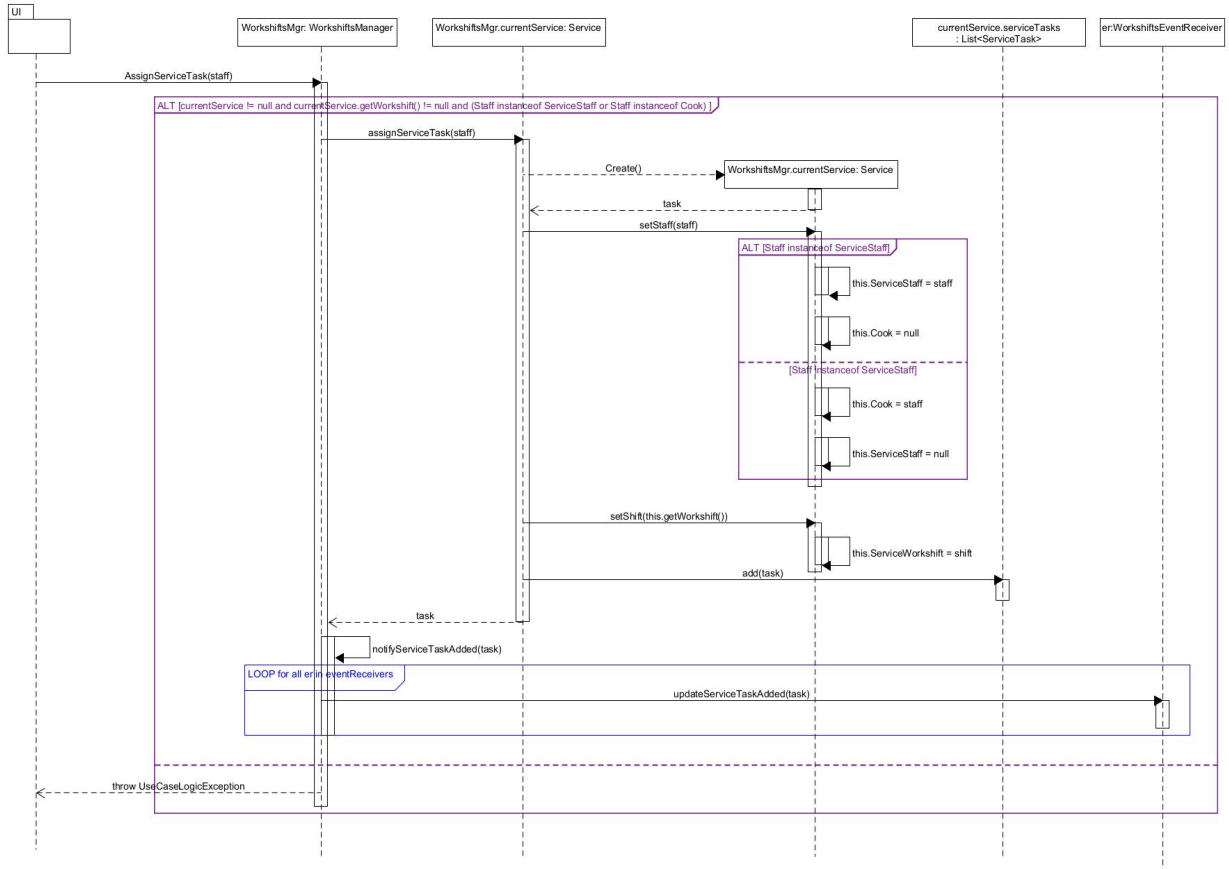 UI
WorkshiftsMgr: WorkshiftsManager
WorkshiftsMgr.currentService: Service
currentService.serviceTasks
: List<ServiceTask>
er:WorkshiftsEventReceiver
AssignServiceTask(staff)
ALT [currentService != null and currentService.getWorkshift() != null and (Staff instanceof ServiceStaff or Staff instanceof Cook) ]
assignServiceTask(staff)
Create()
WorkshiftsMgr.currentService: Service
task
setStaff(staff)
ALT [Staff instanceof ServiceStaff]
this.ServiceStaff = staff
this.Cook = null
[Staff instanceof ServiceStaff]
this.Cook = staff
this.ServiceStaff = null
setShift(this.getWorkshift())
this.ServiceWorkshift = shift
add(task)
task
notifyServiceTaskAdded(task)
LOOP for all er in eventReceivers
updateServiceTaskAdded(task)
throw UseCaseLogicException